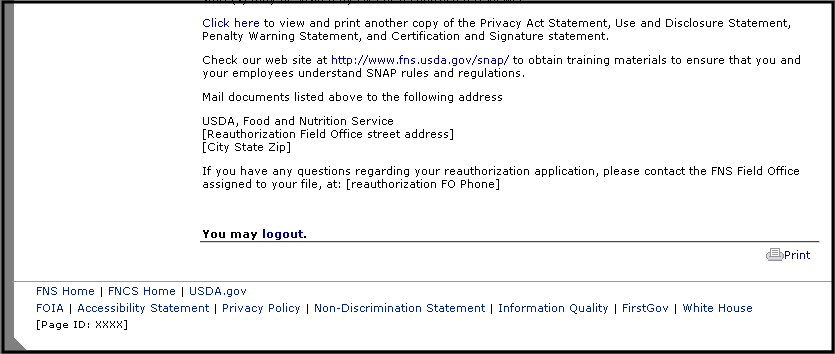 Click here to view and print another copy of the Privacy Act Statement, Use and Disclosure Statement,
Penalty Warning Statement, and Certification and Signature statement.
Check our web site at http://www.fns.usda.gov/snap/ to obtain training materials to ensure that you and
your employees understand SNAP rules and regulations.
Mail documents listed above to the following address
USDA, Food and Nutrition Service
[Reauthorization Field Office street address]
[City State Zip]
If you have any questions regarding your reauthorization application, please contact the FNS Field Office
assigned to your file, at: [reauthorization FO Phone]
You may logout.
Print
FNS Home | FNCS Home | USDA.gov
FOIA | Accessibility Statement | Privacy Policy | Non-Discrimination Statement | Information Quality | FirstGov | White House
[Page ID: XXXX]